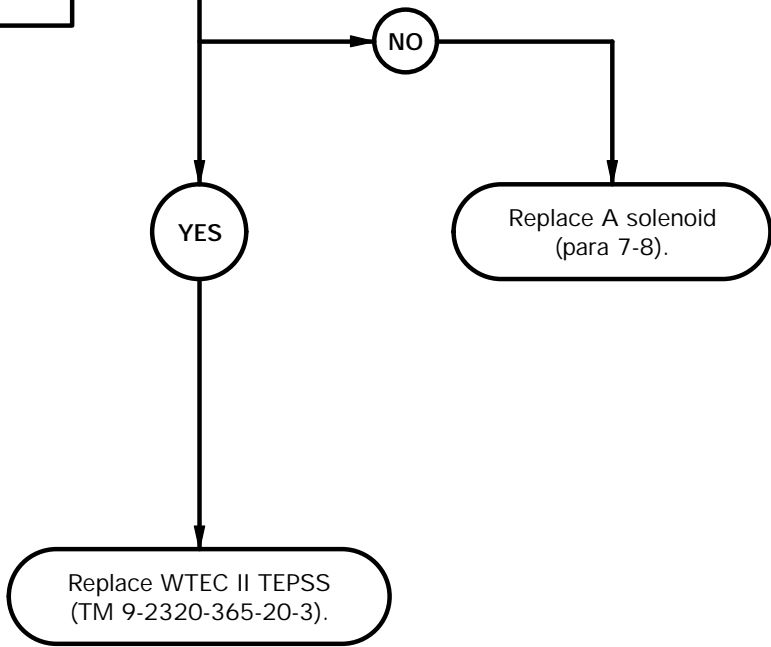 NO
YES
Replace A solenoid
(para 7-8).
Replace WTEC II TEPSS
(TM 9-2320-365-20-3).